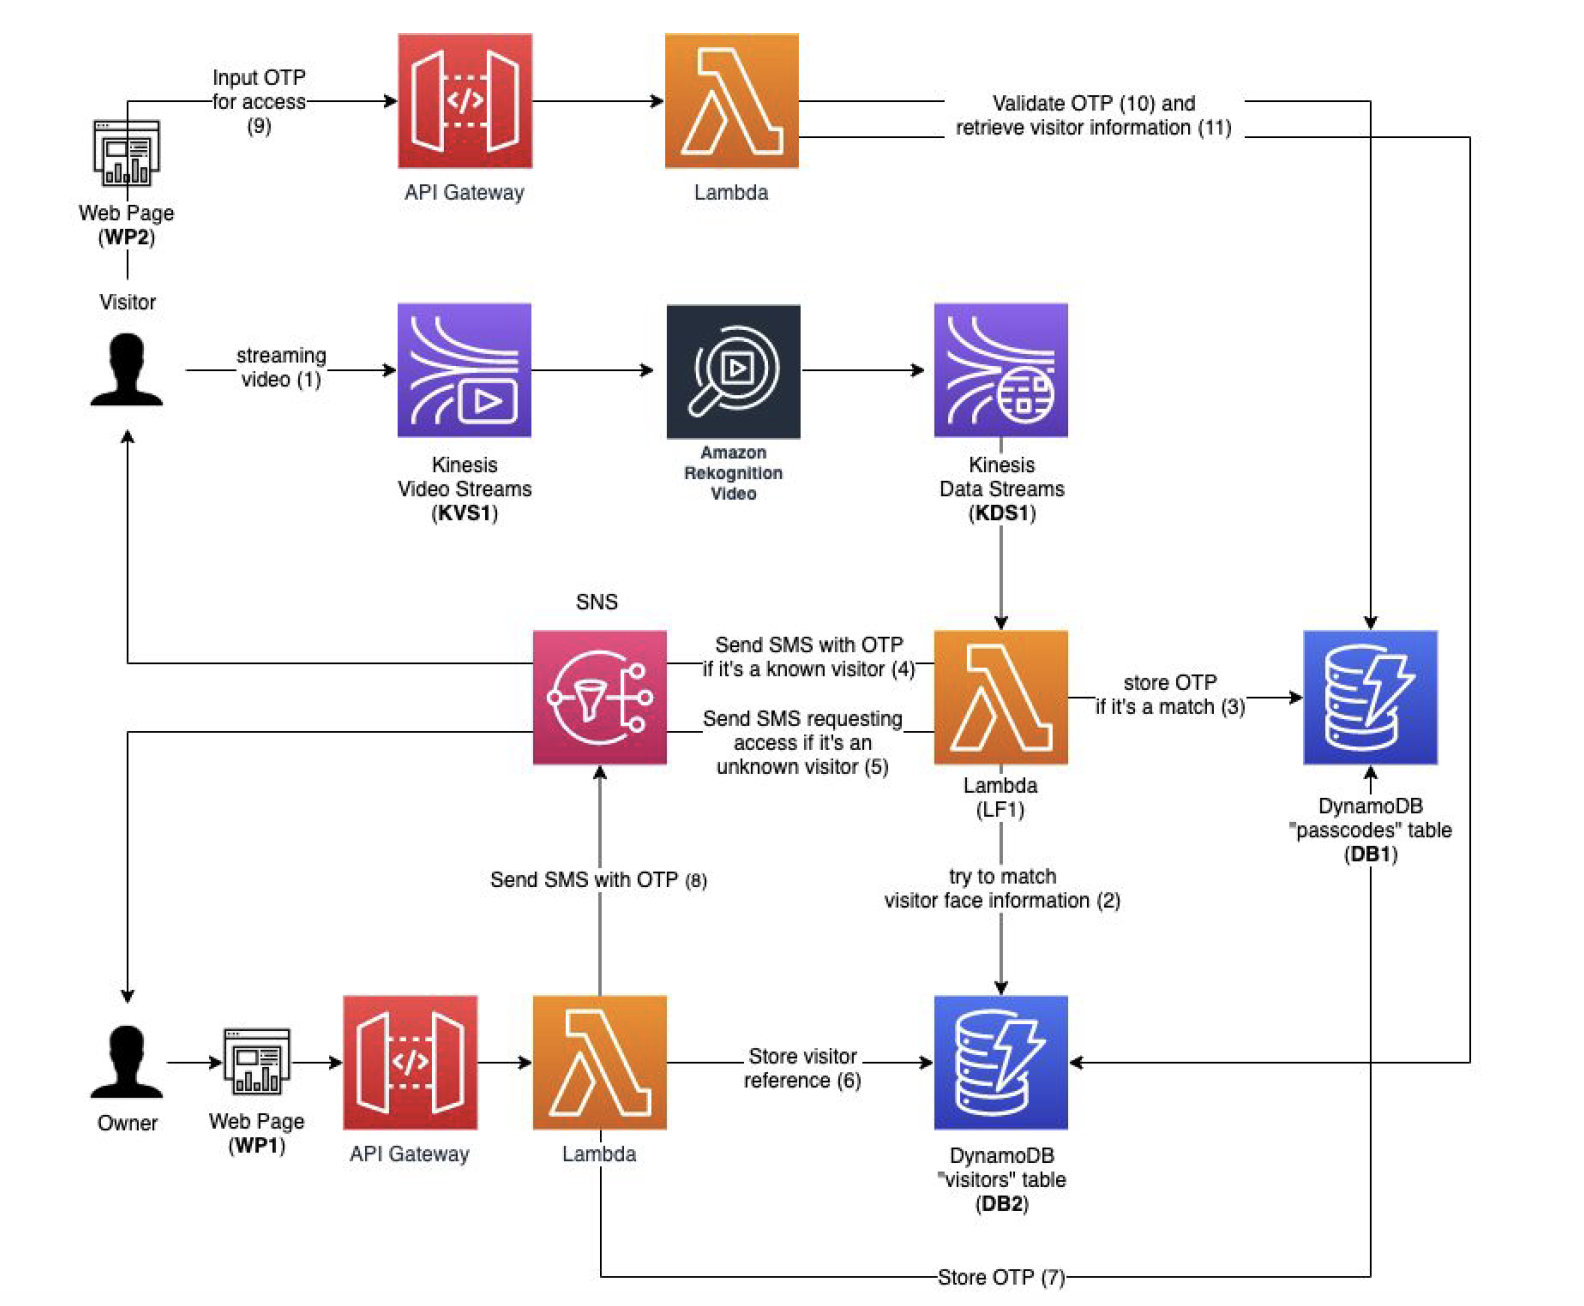 Input OTP
for access
(9)
Validate OTP (10) and
retrieve visitor information (11)
API Gateway
Lambda
Web Page
(WP2)
Visitor
streaming
video (1)
Kinesis
Video Streams
(KVS1)
Amazon
Rekognition
Video
Kinesis
Data Streams
(KDS1)
SNS
Send SMS with OTP
if it's a known visitor (4)
Send SMS requesting
access if it's an
unknown visitor (5)
store OTP
if it's a match (3)
Lambda
(LF1)
DynamoDB
"passcodes" table
(DB1)
Send SMS with OTP (8)
try to match
visitor face information (2)
Store visitor
reference (6)
Owner
Web Page
(WP1)
API Gateway
Lambda
DynamoDB
"visitors" table
(DB2)
Store OTP (7)